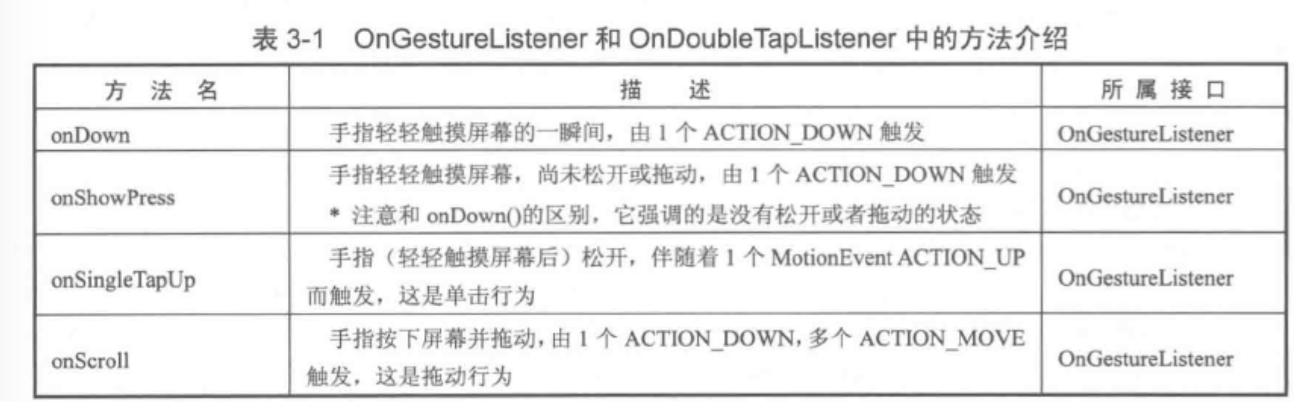 表 3-1 OnGestureListener 和 OnDoubleTapListener 中的方法介绍
方 法 名 描 述 所 属 接 口
onDown 手指轻轻触摸屏幕的一瞬间，由 1 个 ACTION_DOWN 触发 OnGestureListener
手指轻轻触摸屏幕，尚未松开或拖动，由 1 个 ACTION_DOWN 触发
onShowPress OnGestureListener
* 注意和 onDown()的区别，它强调的是没有松开或者拖动的状态
手指（轻轻触摸屏幕后）松开，伴随着 1 个 MotionEvent ACTION_UP
onSingleTapUp OnGestureListener
而触发，这是单击行为
手指按下屏幕并拖动，由 1 个 ACTION_DOWN，多个 ACTION_MOVE
onScroll OnGestureListener
触发，这是拖动行为